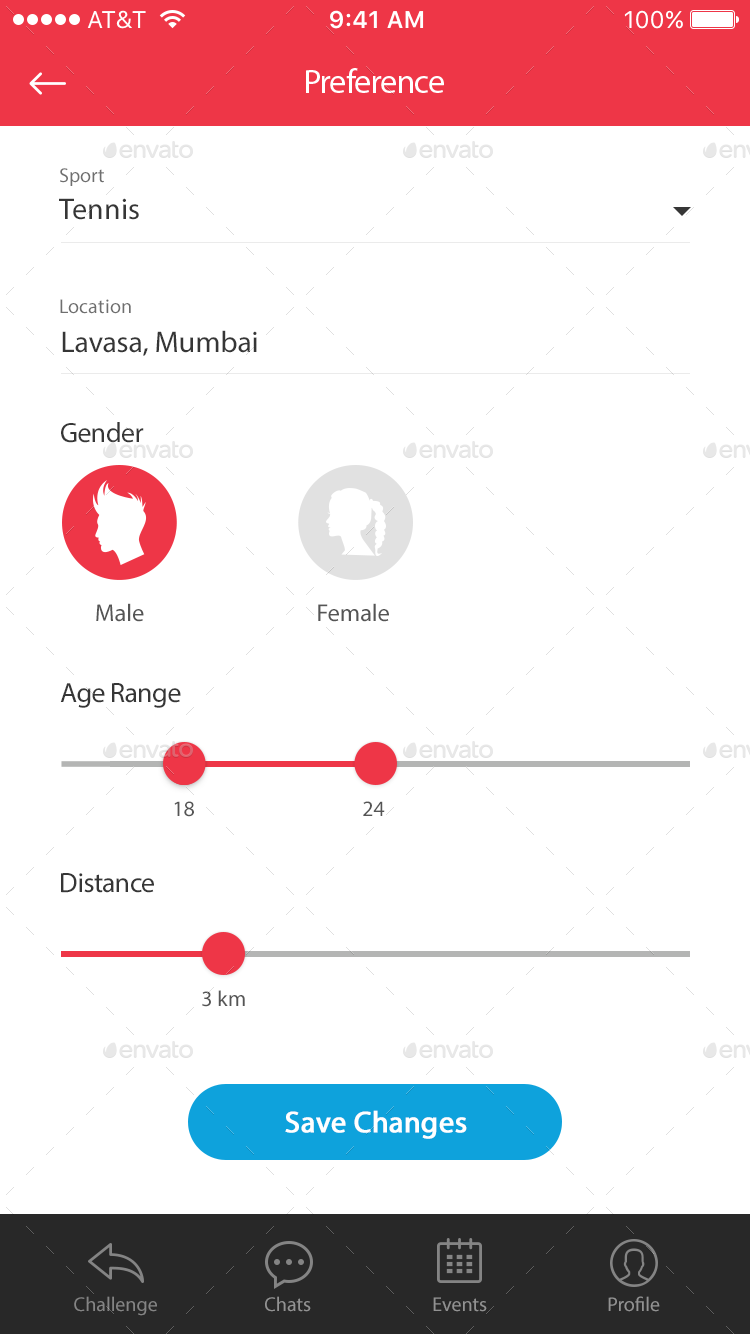 AT&T 9:41 AM 100%
Preference
envato envato env
Sport
Tennis
Location
Lavasa, Mumbai
Gender
envato envato env
Male Female
Age Range
envato envato env
18 24
Distance
3 km
envato envato env
Save Changes
Challenge Chats Events Profile